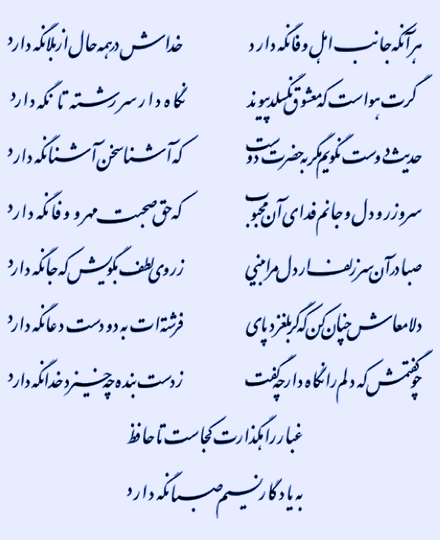 هر آنکه جانب اهل وفا نگه دارد خداش در همه حال از بلا نگه دارد
گرت هواست که معشوق نگسلد پیوند نگاه دار سر رشته تا نگه دارد
حدیث دوست نگویم مگر به حضرت دوست که آشنا سخن آشنا نگه دارد
سر و زر و دل و جانم فدای آن محبوب که حق صحبت مهر و وفا نگه دارد
صبا در آن سر زلف ار دل مرا بینی ز روی لطف بگویش که جا نگه دارد
دلا معاش چنان کن که گر بلغزد پای فرشته‌ات به دو دست دعا نگه دارد
چو گفتمش که دلم را نگاه دار چه گفت ز دست بنده چه خیزد خدا نگه دارد
غبار راهگذارت کجاست تا حافظ
به یادگار نسیم صبا نگه دارد